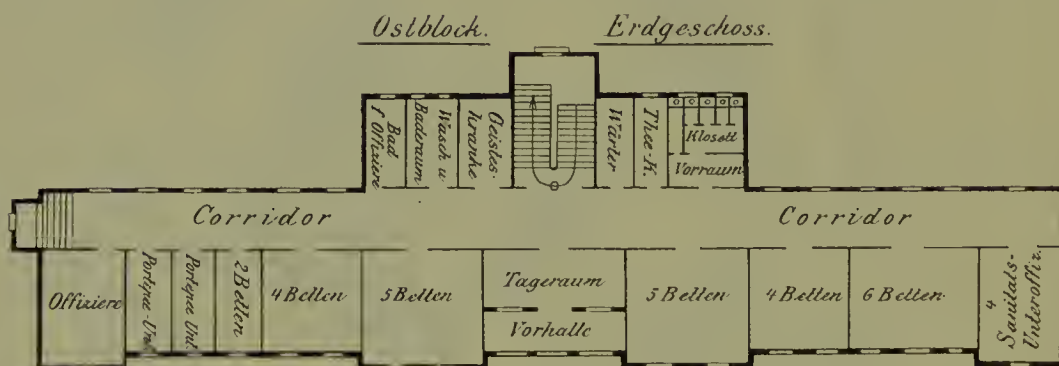 Ostblock. Erdgeschoss.
Bad
f Offiziere
Wasch u
Baderaum
Geistes-
kranke
Wärter
Thee-K.
Klosett
Vorraum
Corridor
Corridor
Offiziere
Portepee-Unt.
Portepee Unt.
2 Betten
4 Betten
5 Betten
Tageraum
Vorhalle
5 Betten
4 Betten
6 Betten
4
Sanitäts-
Unteroffiz.